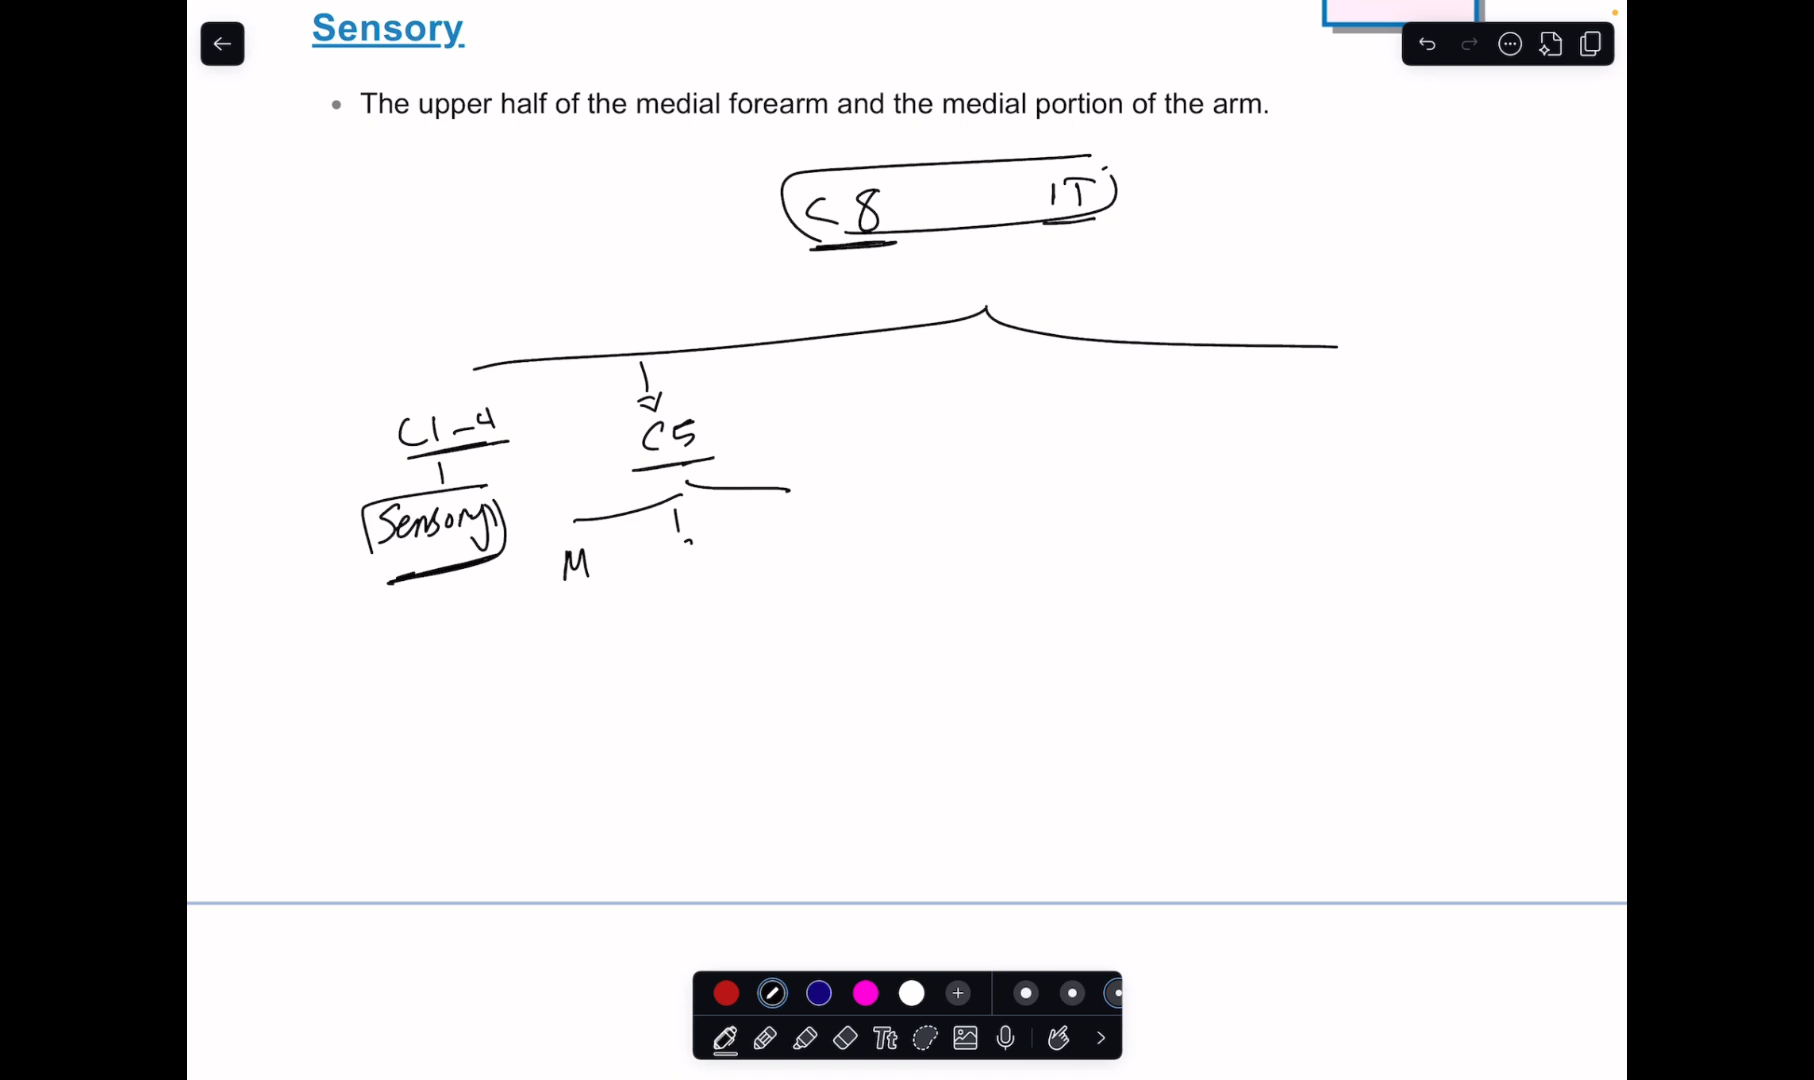 Sensory
• The upper half of the medial forearm and the medial portion of the arm.
C8 1T
C1-4
C5
Sensory
M
Tt